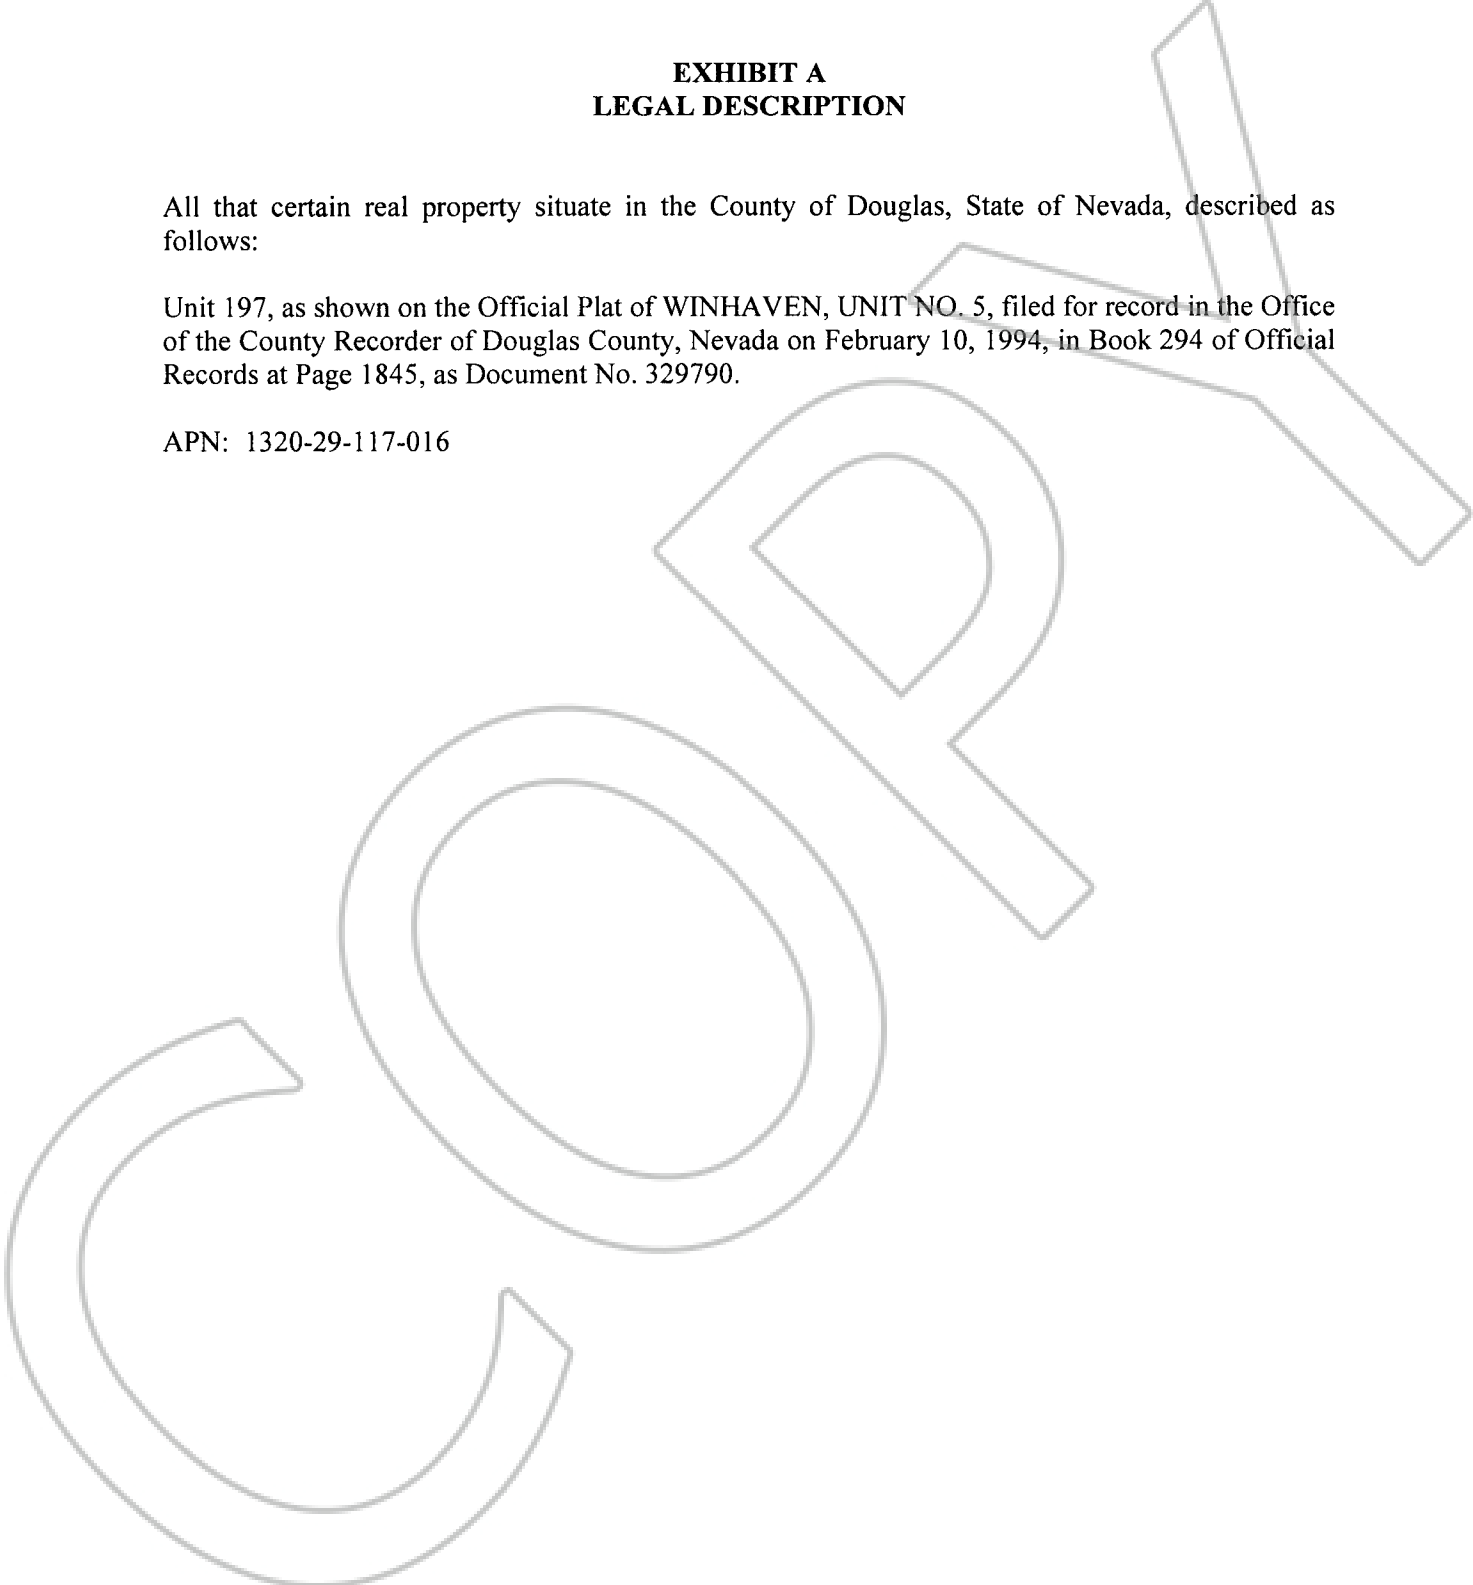 EXHIBIT A
LEGAL DESCRIPTION
All that certain real property situate in the County of Douglas, State of Nevada, described as
follows:
Unit 197, as shown on the Official Plat of WINHAVEN, UNIT NO. 5, filed for record in the Office
of the County Recorder of Douglas County, Nevada on February 10, 1994, in Book 294 of Official
Records at Page 1845, as Document No. 329790.
APN: 1320-29-117-016
COPY